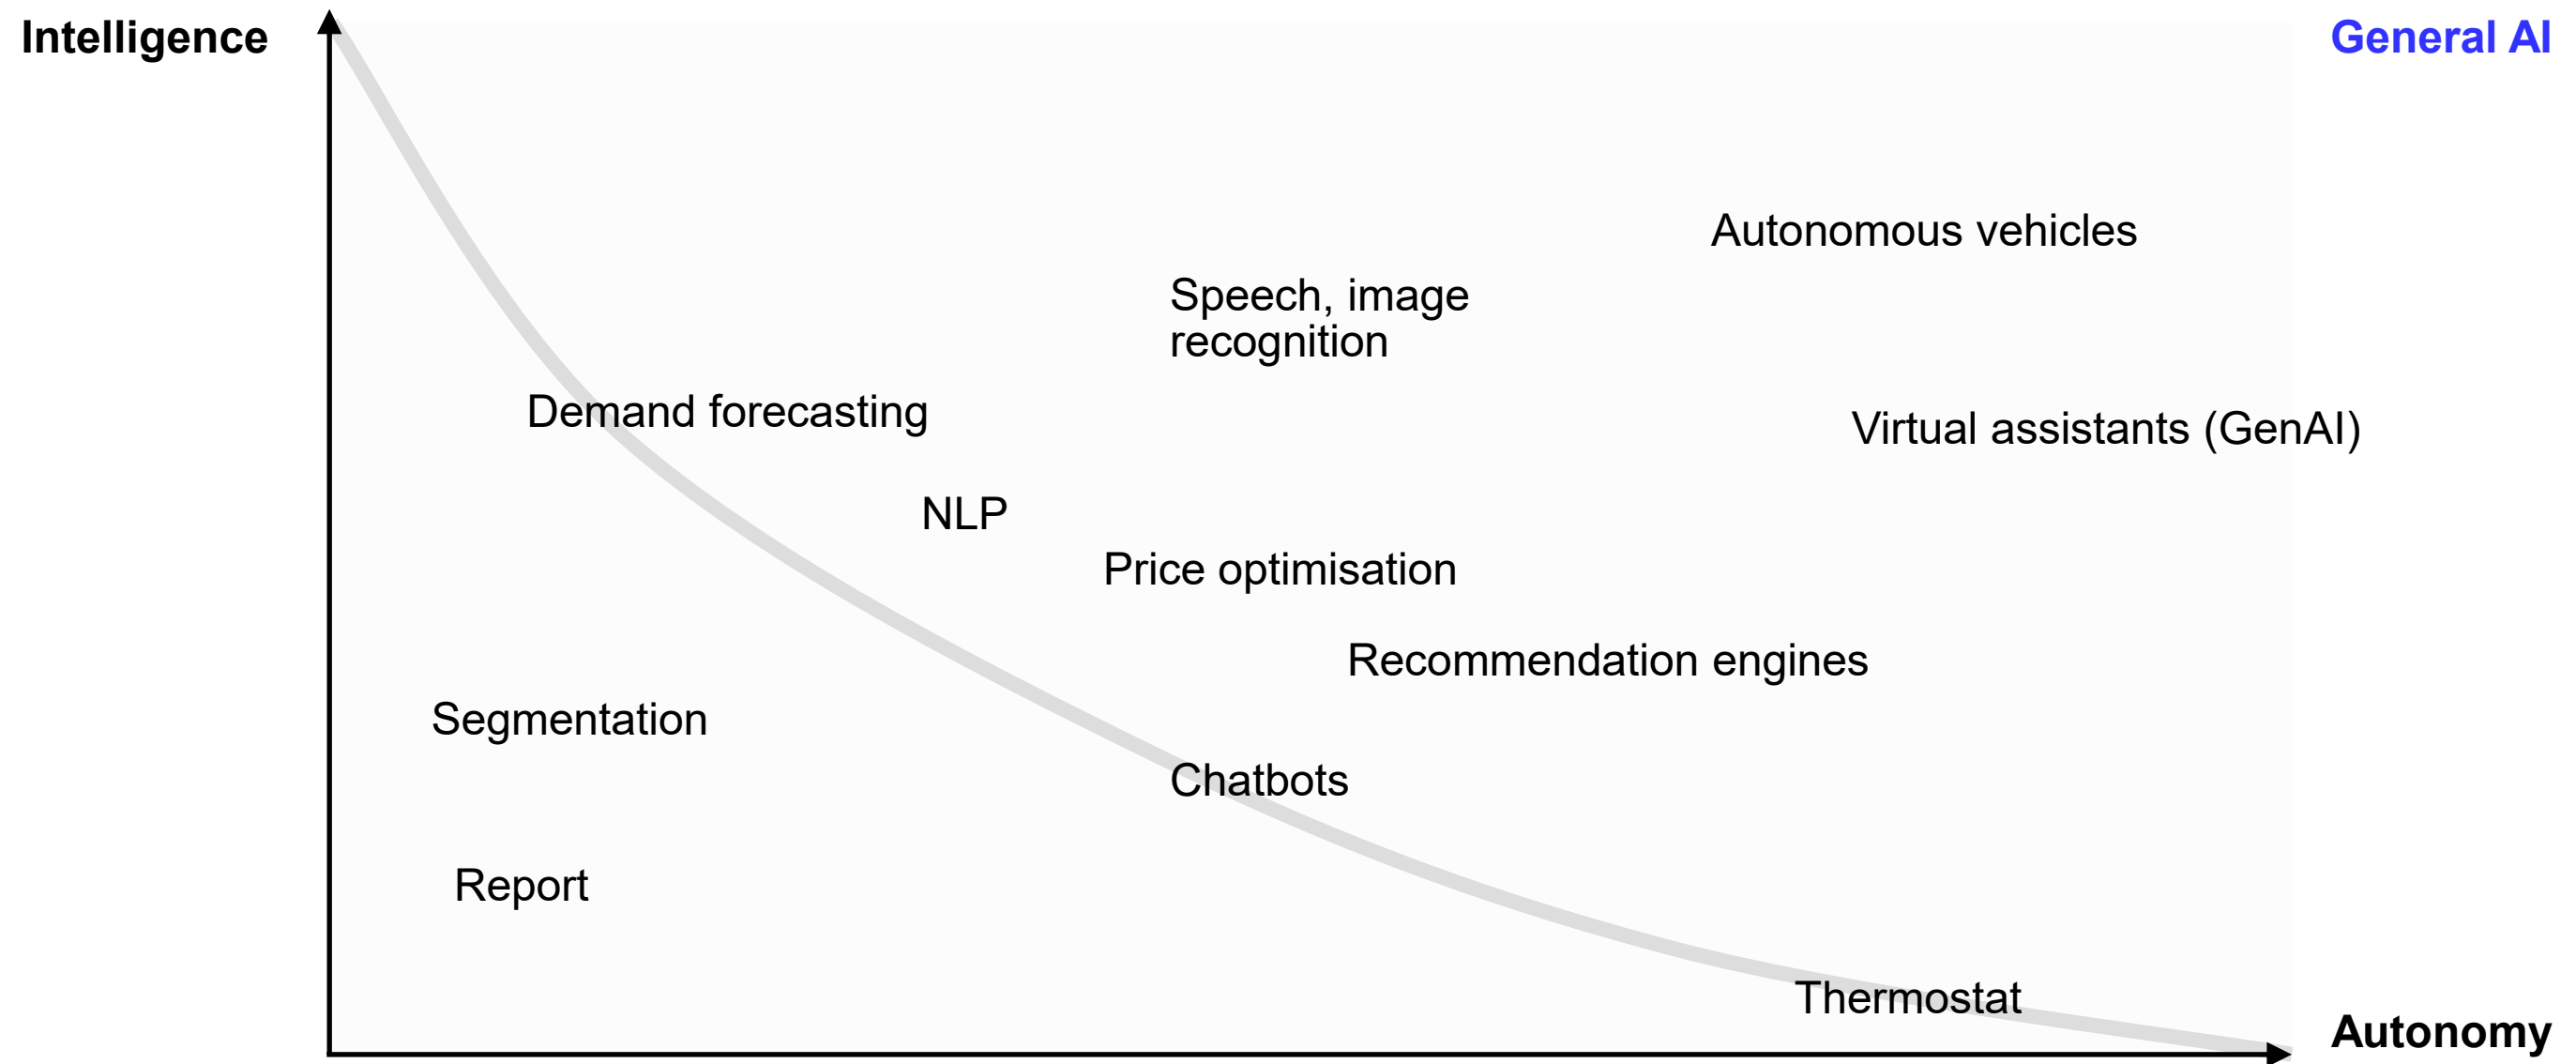 Intelligence
General AI
Autonomous vehicles
Speech, image
recognition
Demand forecasting
Virtual assistants (GenAI)
NLP
Price optimisation
Recommendation engines
Segmentation
Chatbots
Report
Thermostat
Autonomy